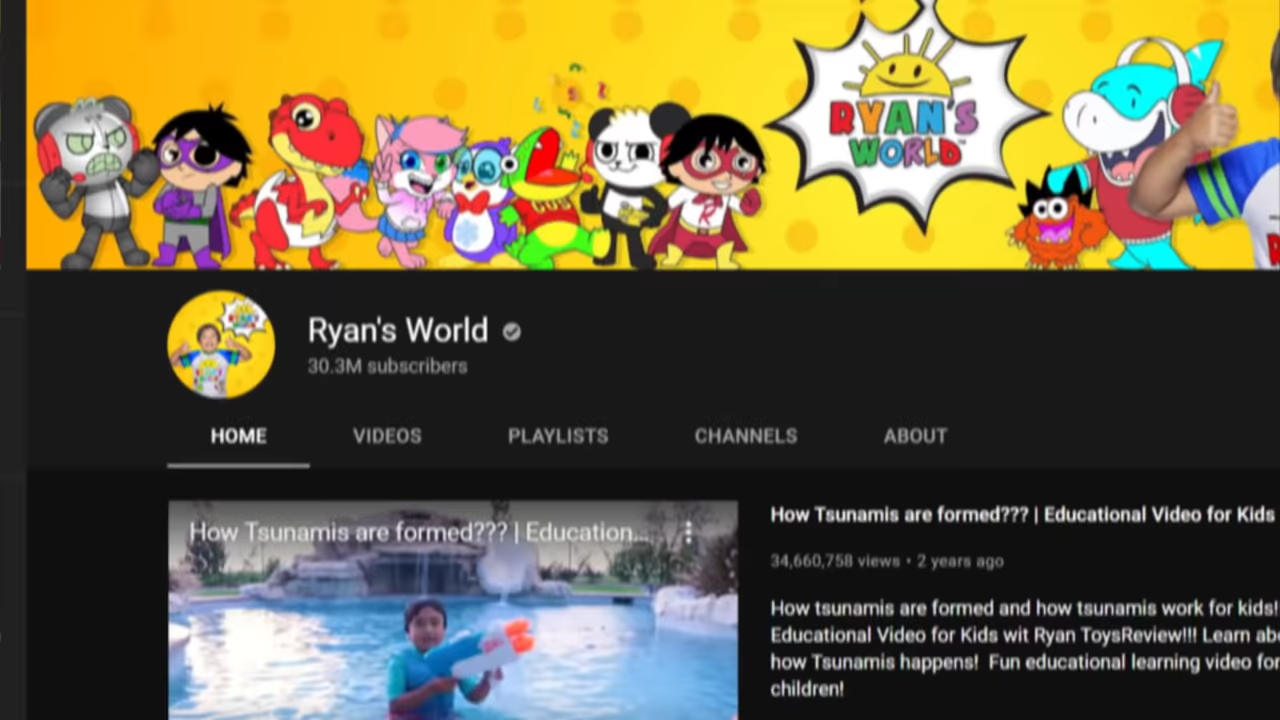 RYAN'S
WORLD
Ryan's World
30.3M subscribers
HOME
VIDEOS
PLAYLISTS
CHANNELS
ABOUT
How Tsunamis are formed??? | Education...
How Tsunamis are formed??? | Educational Video for Kids
34,660,758 views • 2 years ago
How tsunamis are formed and how tsunamis work for kids!
Educational Video for Kids wit Ryan ToysReview!!! Learn
how Tsunami happens! Fun educational learning video for
children!
GUS
R